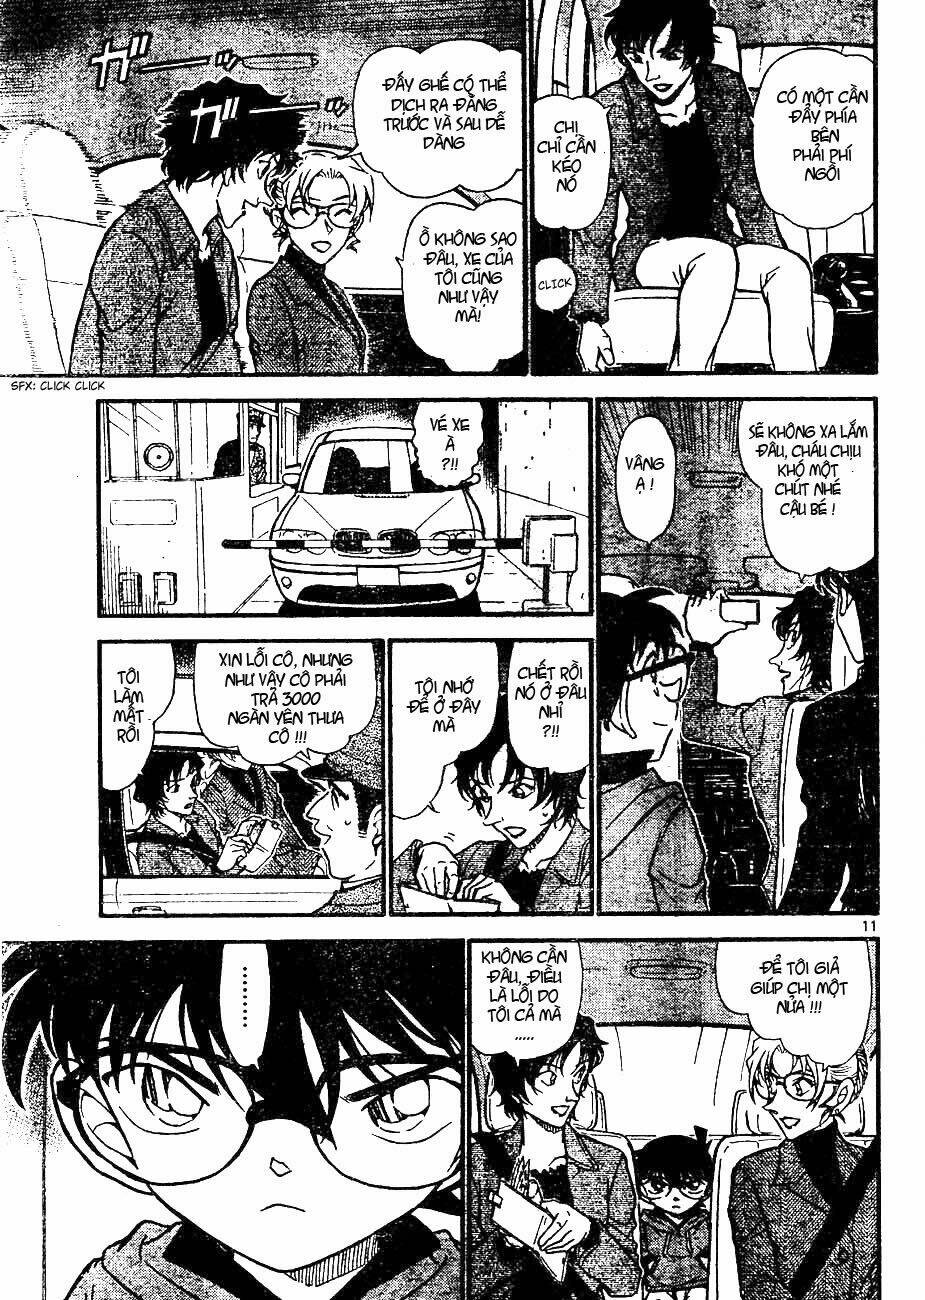 CÓ MỘT CẦN
ĐẨY PHÍA
BÊN
PHẢI PHÍ
NGỒI
CHỊ
CHỈ CẦN
KÉO
NÓ
CLICK
ĐẤY GHẾ CÓ THỂ
DỊCH RA ĐẰNG
TRƯỚC VÀ SAU DỄ
DÀNG
Ồ KHÔNG SAO
ĐÂU, XE CỦA
TÔI CŨNG
NHƯ VẬY
MÀ!
ガガ
SFX: CLICK CLICK
SẼ KHÔNG XA LẮM
ĐÂU, CHÁU CHỊU
KHÓ MỘT
CHÚT NHÉ
CẬU BÉ !
VÂNG
Ạ !
VÉ XE
À
?!!
CHẾT RỒI
NÓ Ở ĐÂU
NHỈ
?!!
TÔI NHỚ
ĐỂ Ở ĐÂY
MÀ
XIN LỖI CÔ, NHƯNG
NHƯ VẬY CÔ PHẢI
TRẢ 3000
NGÀN YÊN THƯA
CÔ !!!
TÔI
LÀM
MẤT
RỒI
11
ĐỂ TÔI GIẢ
GIÚP CHỊ MỘT
NỬA !!!
KHÔNG CẦN
ĐÂU, ĐIỀU
LÀ LỖI DO
TÔI CẢ MÀ
.....
.........